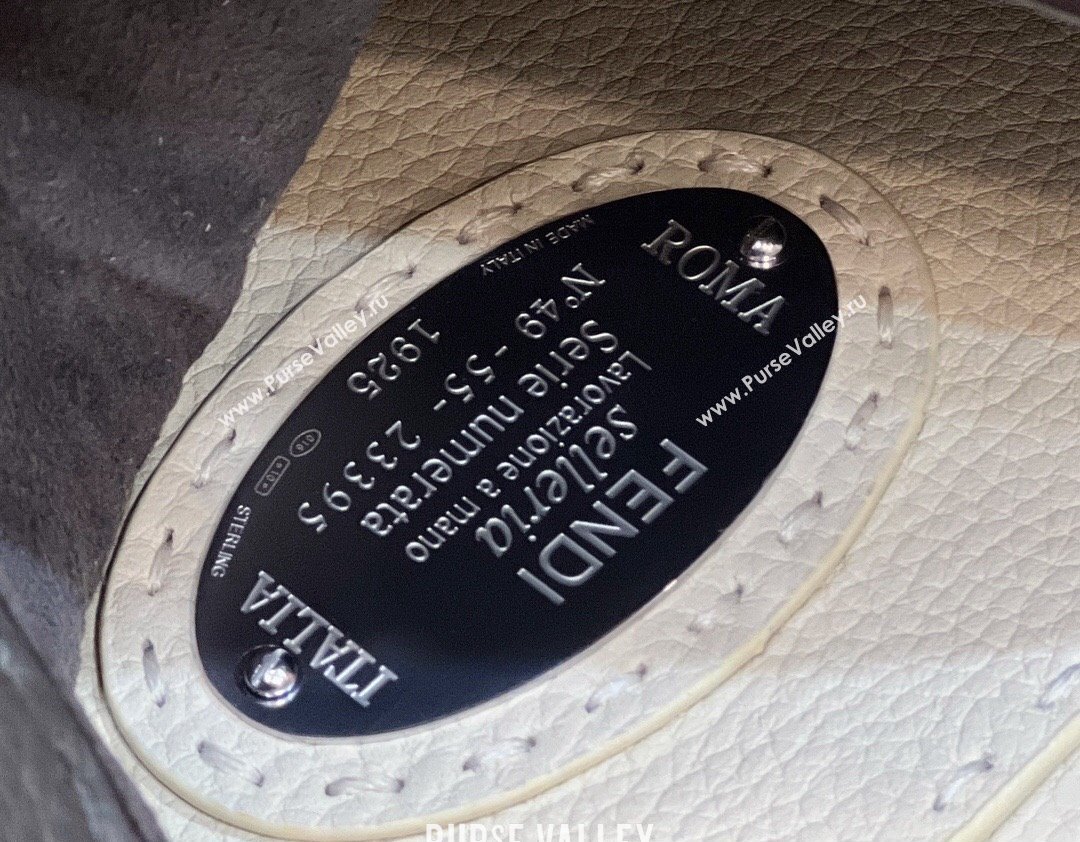 ROMA
FENDI
Selleria
Lavorazione a mano
Serie numerata
N° 49 - 55- 23395
1925
ITALIA
MADE IN ITALY
STERLING
www.PurseValley.ru
www.PurseValley.ru
PURSE VALLEY